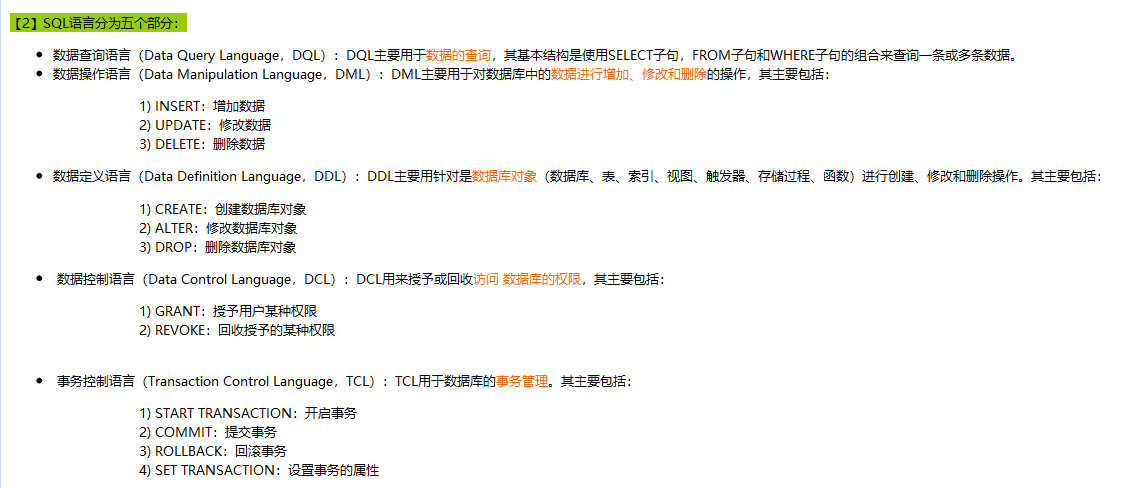 【2】SQL语言分为五个部分：
数据查询语言（Data Query Language，DQL）：DQL主要用于数据的查询，其基本结构是使用SELECT子句，FROM子句和WHERE子句的组合来查询一条或多条数据。
数据操作语言（Data Manipulation Language，DML）：DML主要用于对数据库中的数据进行增加、修改和删除的操作，其主要包括：
1) INSERT：增加数据
2) UPDATE：修改数据
3) DELETE：删除数据
数据定义语言（Data Definition Language，DDL）：DDL主要用针对是数据库对象（数据库、表、索引、视图、触发器、存储过程、函数）进行创建、修改和删除操作。其主要包括：
1) CREATE：创建数据库对象
2) ALTER：修改数据库对象
3) DROP：删除数据库对象
数据控制语言（Data Control Language，DCL）：DCL用来授予或回收访问 数据库的权限，其主要包括：
1) GRANT：授予用户某种权限
2) REVOKE：回收授予的某种权限
事务控制语言（Transaction Control Language，TCL）：TCL用于数据库的事务管理。其主要包括：
1) START TRANSACTION：开启事务
2) COMMIT：提交事务
3) ROLLBACK：回滚事务
4) SET TRANSACTION：设置事务的属性